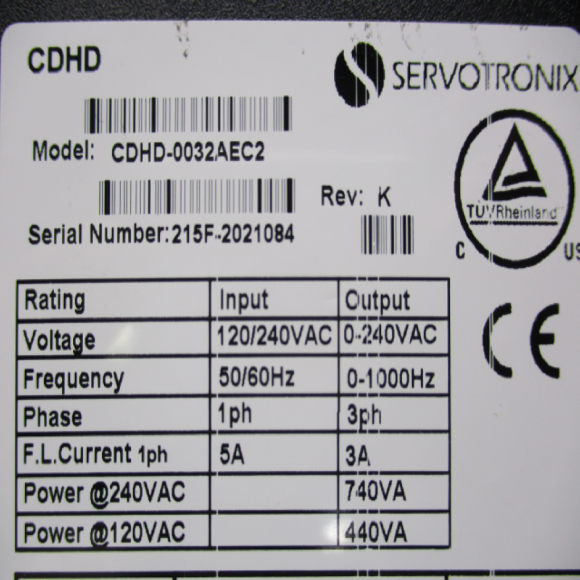 CDHD
SERVOTRONIX
Model: CDHD-0032AEC2
Rev: K
Serial Number:215F-2021084
TÜVRheinland
C US
CE
Rating Input Output
Voltage 120/240VAC 0-240VAC
Frequency 50/60Hz 0-1000Hz
Phase 1ph 3ph
F.L.Current 1ph 5A 3A
Power @240VAC 740VA
Power @120VAC 440VA